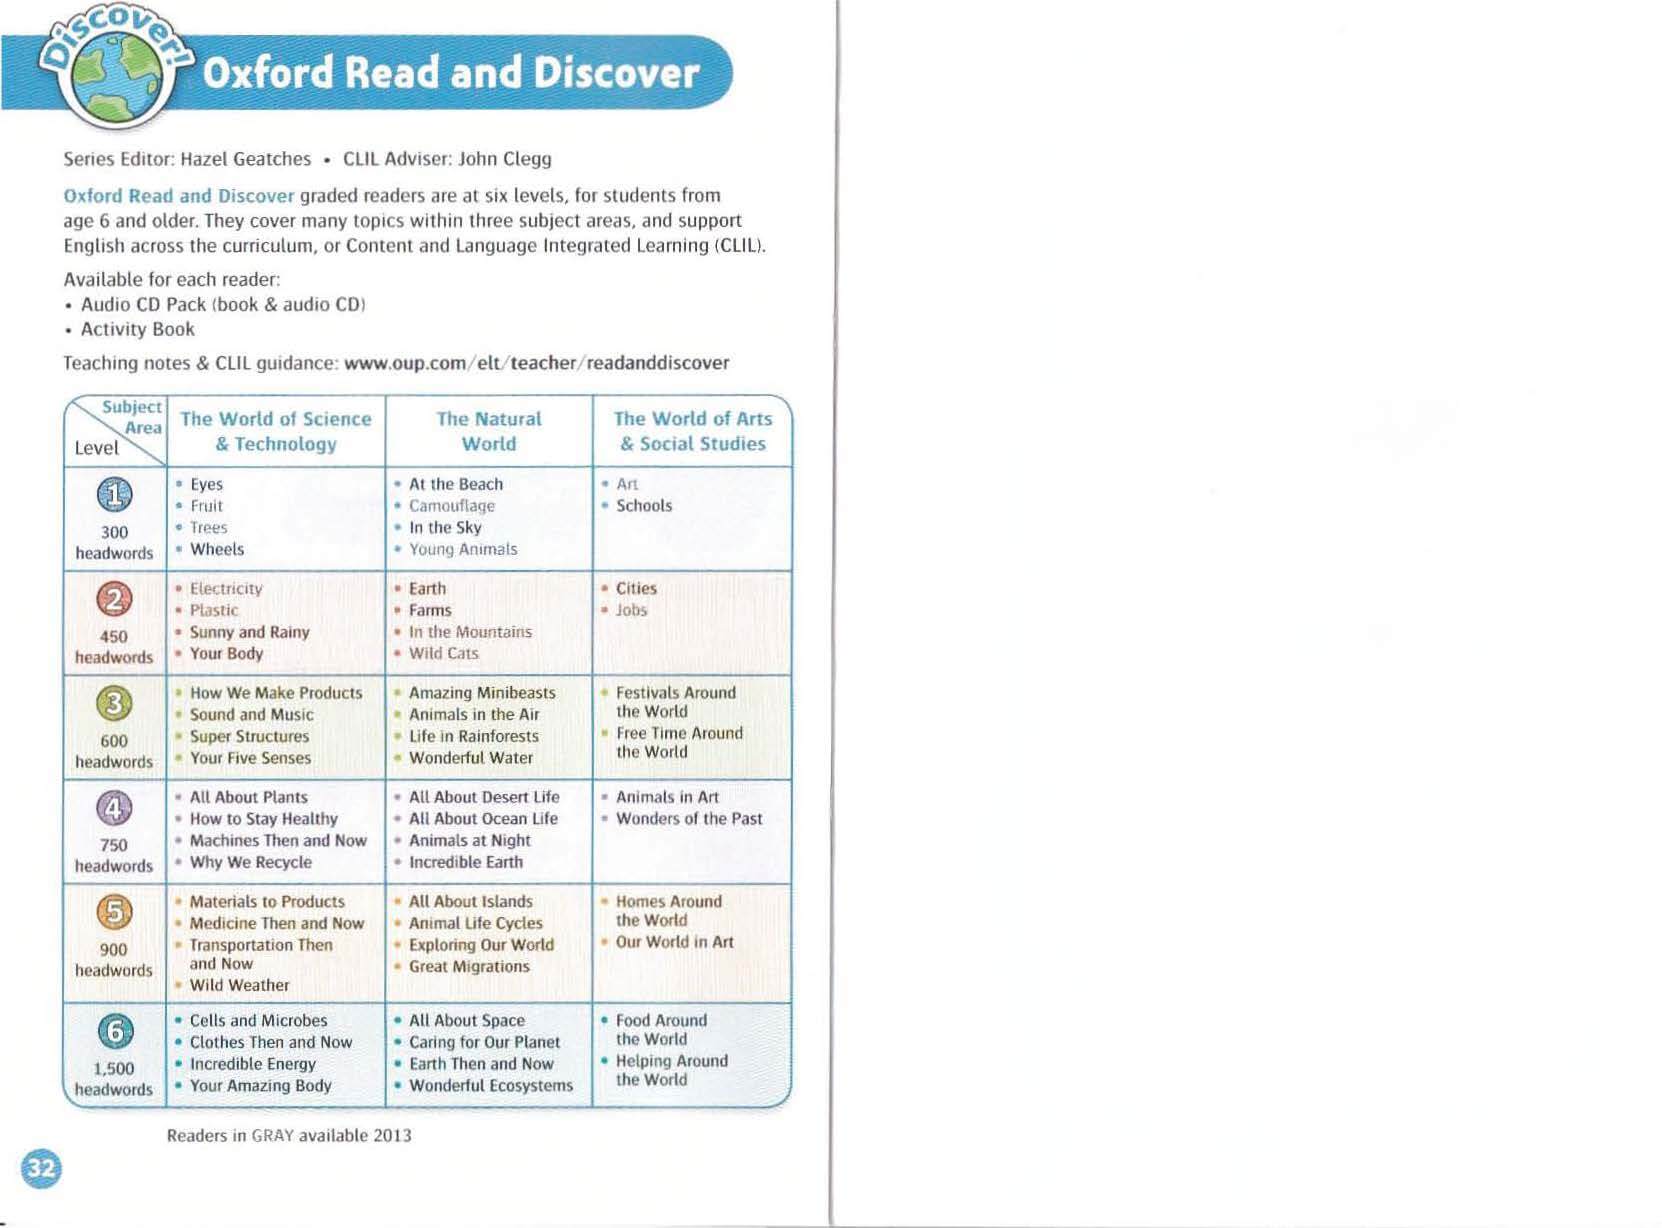 Discover!
Oxford Read and Discover
Series Editor: Hazel Geatches • CLIL Adviser: John Clegg
Oxford Read and Discover graded readers are at six levels, for students from
age 6 and older. They cover many topics within three subject areas, and support
English across the curriculum, or Content and Language Integrated Learning (CLIL).
Available for each reader:
• Audio CD Pack (book & audio CD)
• Activity Book
Teaching notes & CLIL guidance: www.oup.com/elt/teacher/readanddiscover
Subject
Area
Level
The World of Science
& Technology
The Natural
World
The World of Arts
& Social Studies
1
300
headwords
• Eyes
• Fruit
• Trees
• Wheels
• At the Beach
• Camouflage
• In the Sky
• Young Animals
• Art
• Schools
2
450
headwords
• Electricity
• Plastic
• Sunny and Rainy
• Your Body
• Earth
• Farms
• In the Mountains
• Wild Cats
• Cities
• Jobs
3
600
headwords
• How We Make Products
• Sound and Music
• Super Structures
• Your Five Senses
• Amazing Minibeasts
• Animals in the Air
• Life in Rainforests
• Wonderful Water
• Festivals Around
the World
• Free Time Around
the World
4
750
headwords
• All About Plants
• How to Stay Healthy
• Machines Then and Now
• Why We Recycle
• All About Desert Life
• All About Ocean Life
• Animals at Night
• Incredible Earth
• Animals in Art
• Wonders of the Past
5
900
headwords
• Materials to Products
• Medicine Then and Now
• Transportation Then
and Now
• Wild Weather
• All About Islands
• Animal Life Cycles
• Exploring Our World
• Great Migrations
• Homes Around
the World
• Our World in Art
6
1,500
headwords
• Cells and Microbes
• Clothes Then and Now
• Incredible Energy
• Your Amazing Body
• All About Space
• Caring for Our Planet
• Earth Then and Now
• Wonderful Ecosystems
• Food Around
the World
• Helping Around
the World
Readers in GRAY available 2013
32